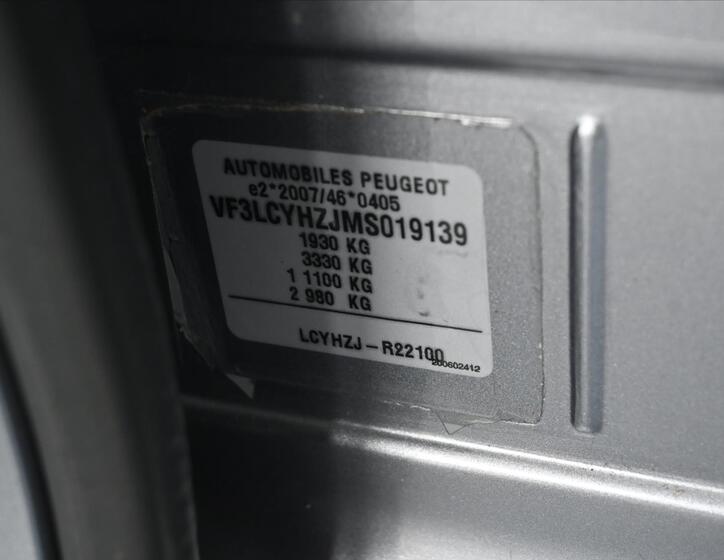 AUTOMOBILES PEUGEOT
e2*2007/46*0405
VF3LCYHZJMS019139
1930 KG
3330 KG
1 1100 KG
2 980 KG
LCYHZJ - R22100
200602412